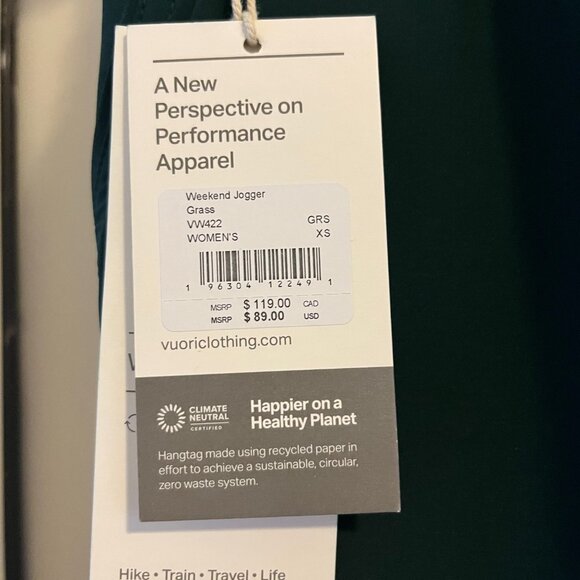 A New
Perspective on
Performance
Apparel
Weekend Jogger
Grass
VW422 GRS
WOMEN'S XS
1 96304 12249 1
MSRP $ 119.00 CAD
MSRP $ 89.00 USD
vuoriclothing.com
CLIMATE
NEUTRAL
CERTIFIED
Happier on a
Healthy Planet
Hangtag made using recycled paper in
effort to achieve a sustainable, circular,
zero waste system.
Hike • Train • Travel • Life